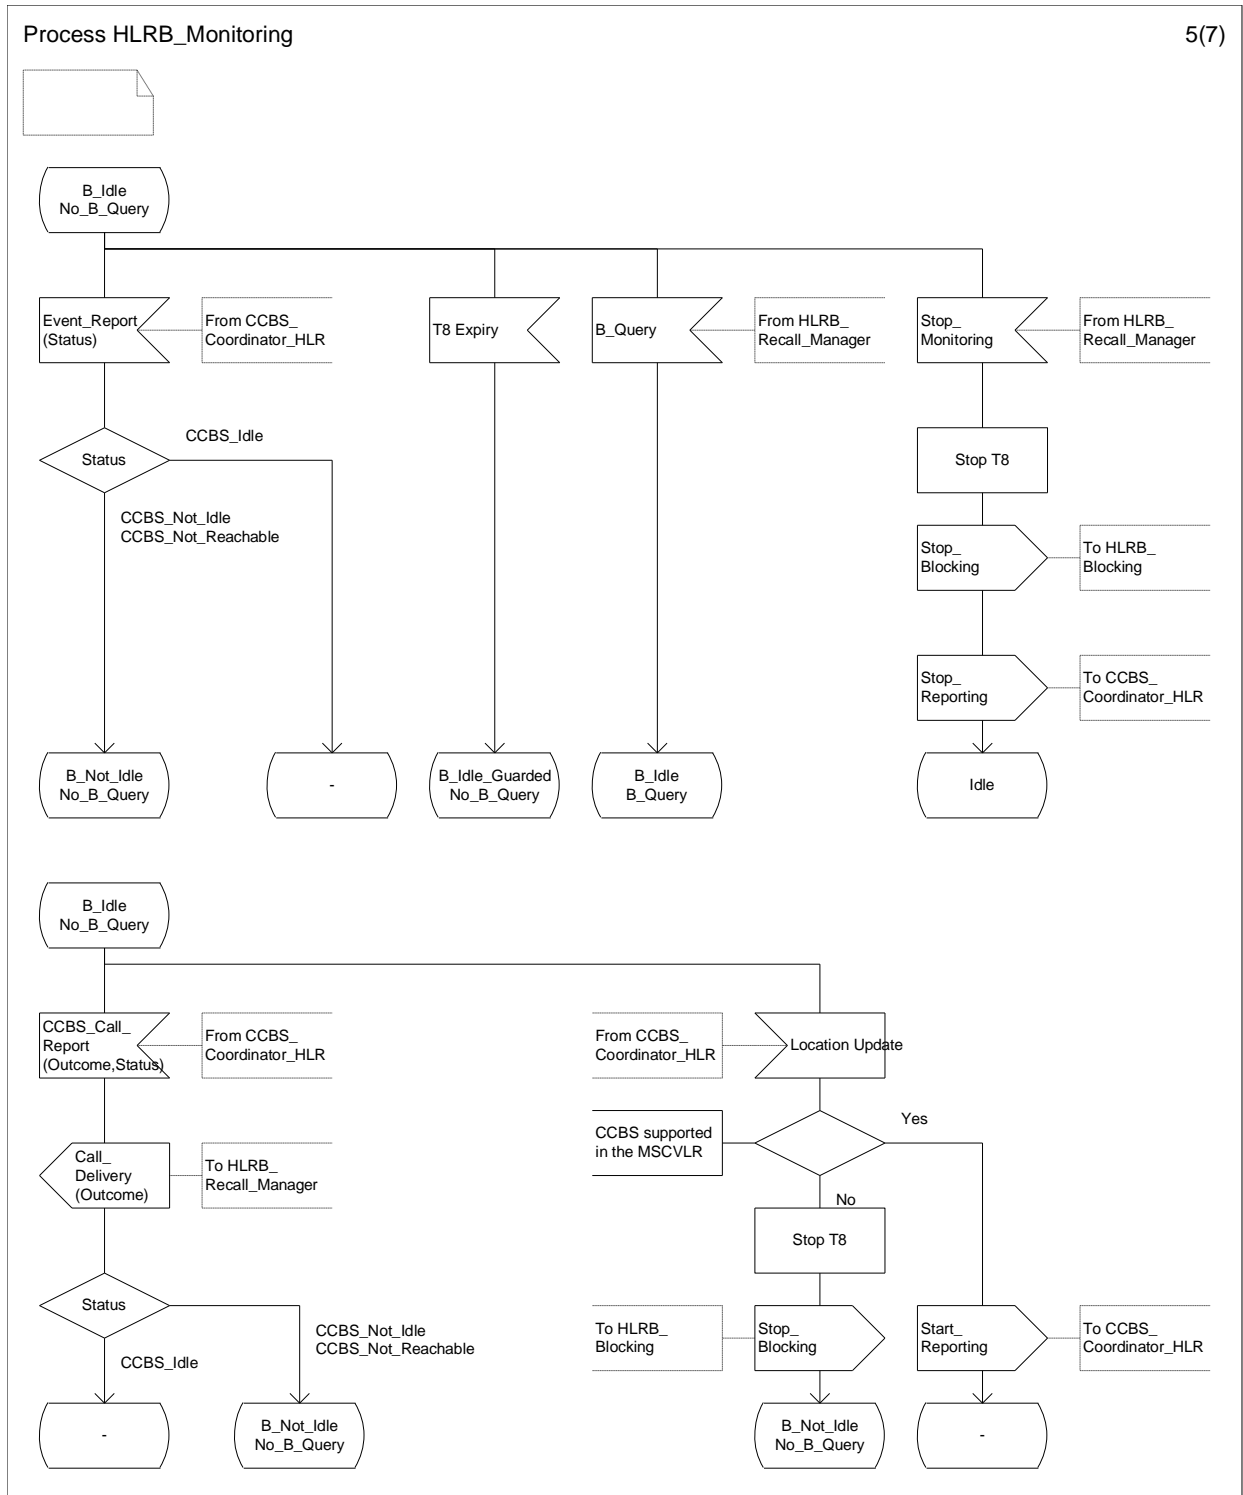 Process HLRB_Monitoring
5(7)
B_Idle
No_B_Query
Event_Report
(Status)
From CCBS_
Coordinator_HLR
T8 Expiry
B_Query
From HLRB_
Recall_Manager
Stop_
Monitoring
From HLRB_
Recall_Manager
Status
CCBS_Idle
CCBS_Not_Idle
CCBS_Not_Reachable
Stop T8
Stop_
Blocking
To HLRB_
Blocking
Stop_
Reporting
To CCBS_
Coordinator_HLR
B_Not_Idle
No_B_Query
-
B_Idle_Guarded
No_B_Query
B_Idle
B_Query
Idle
B_Idle
No_B_Query
CCBS_Call_
Report
(Outcome,Status)
From CCBS_
Coordinator_HLR
From CCBS_
Coordinator_HLR
Location Update
Call_
Delivery
(Outcome)
To HLRB_
Recall_Manager
CCBS supported
in the MSCVLR
Yes
No
Stop T8
Status
CCBS_Not_Idle
CCBS_Not_Reachable
CCBS_Idle
To HLRB_
Blocking
Stop_
Blocking
Start_
Reporting
To CCBS_
Coordinator_HLR
-
B_Not_Idle
No_B_Query
B_Not_Idle
No_B_Query
-